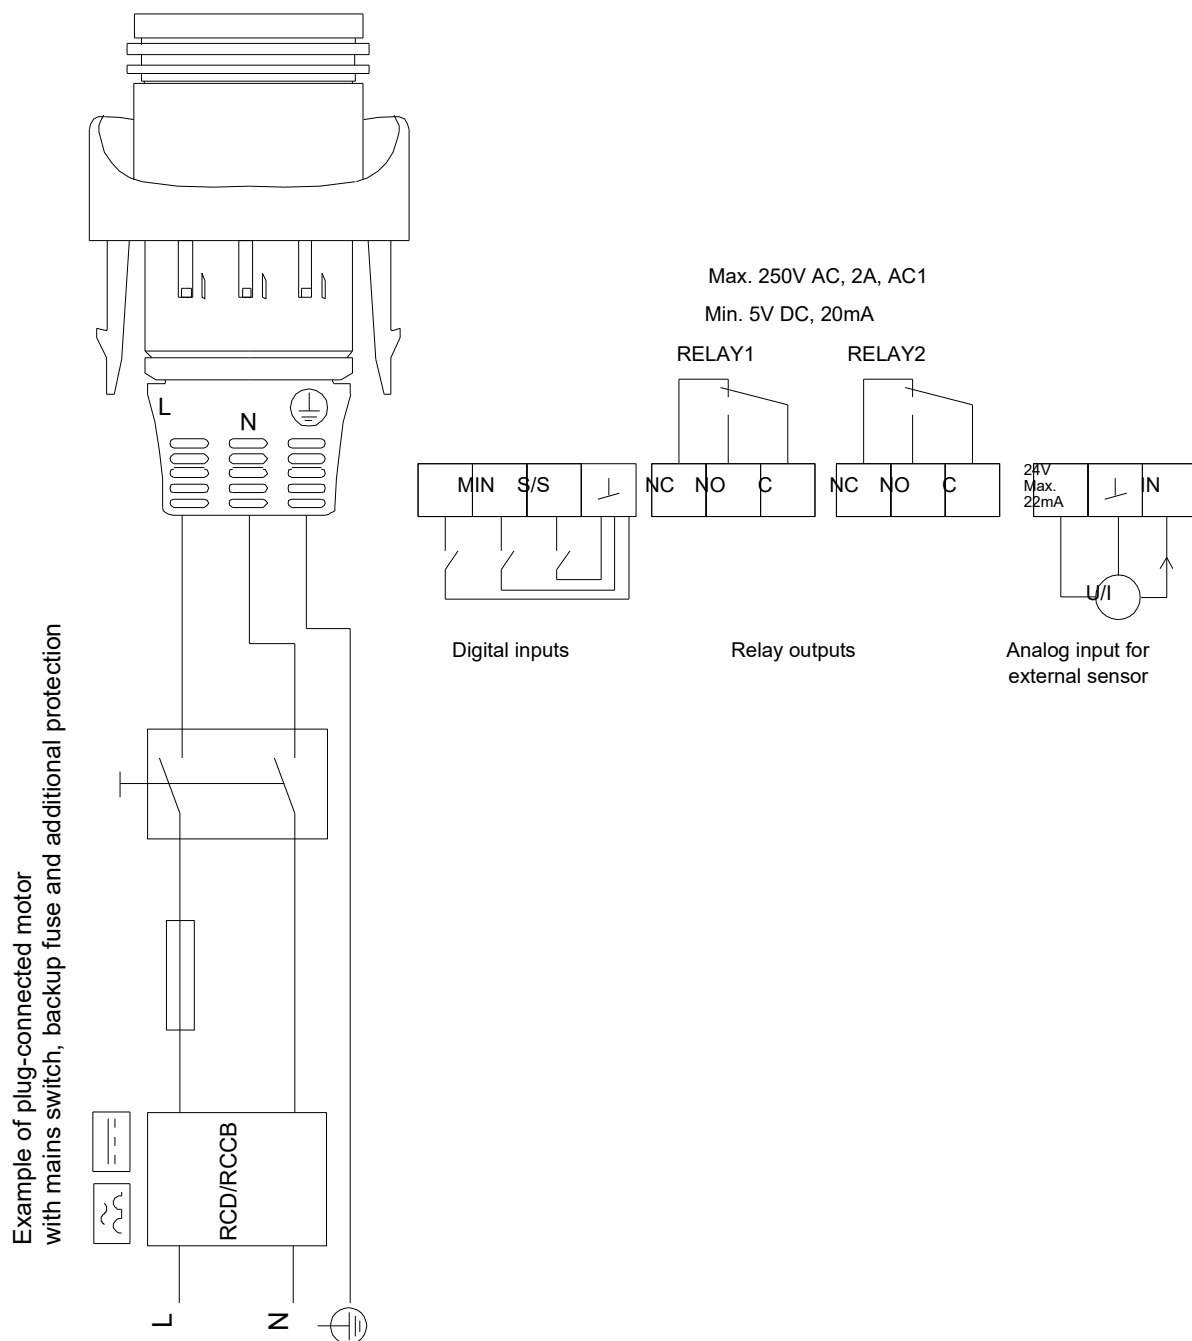 Max. 250V AC, 2A, AC1
Min. 5V DC, 20mA
RELAY1 RELAY2
L
N
MIN S/S NC NO C NC NO C
24V
Max.
22mA
IN
U/I
Digital inputs
Relay outputs
Analog input for
external sensor
Example of plug-connected motor
with mains switch, backup fuse and additional protection
RCD/RCCB
L
N